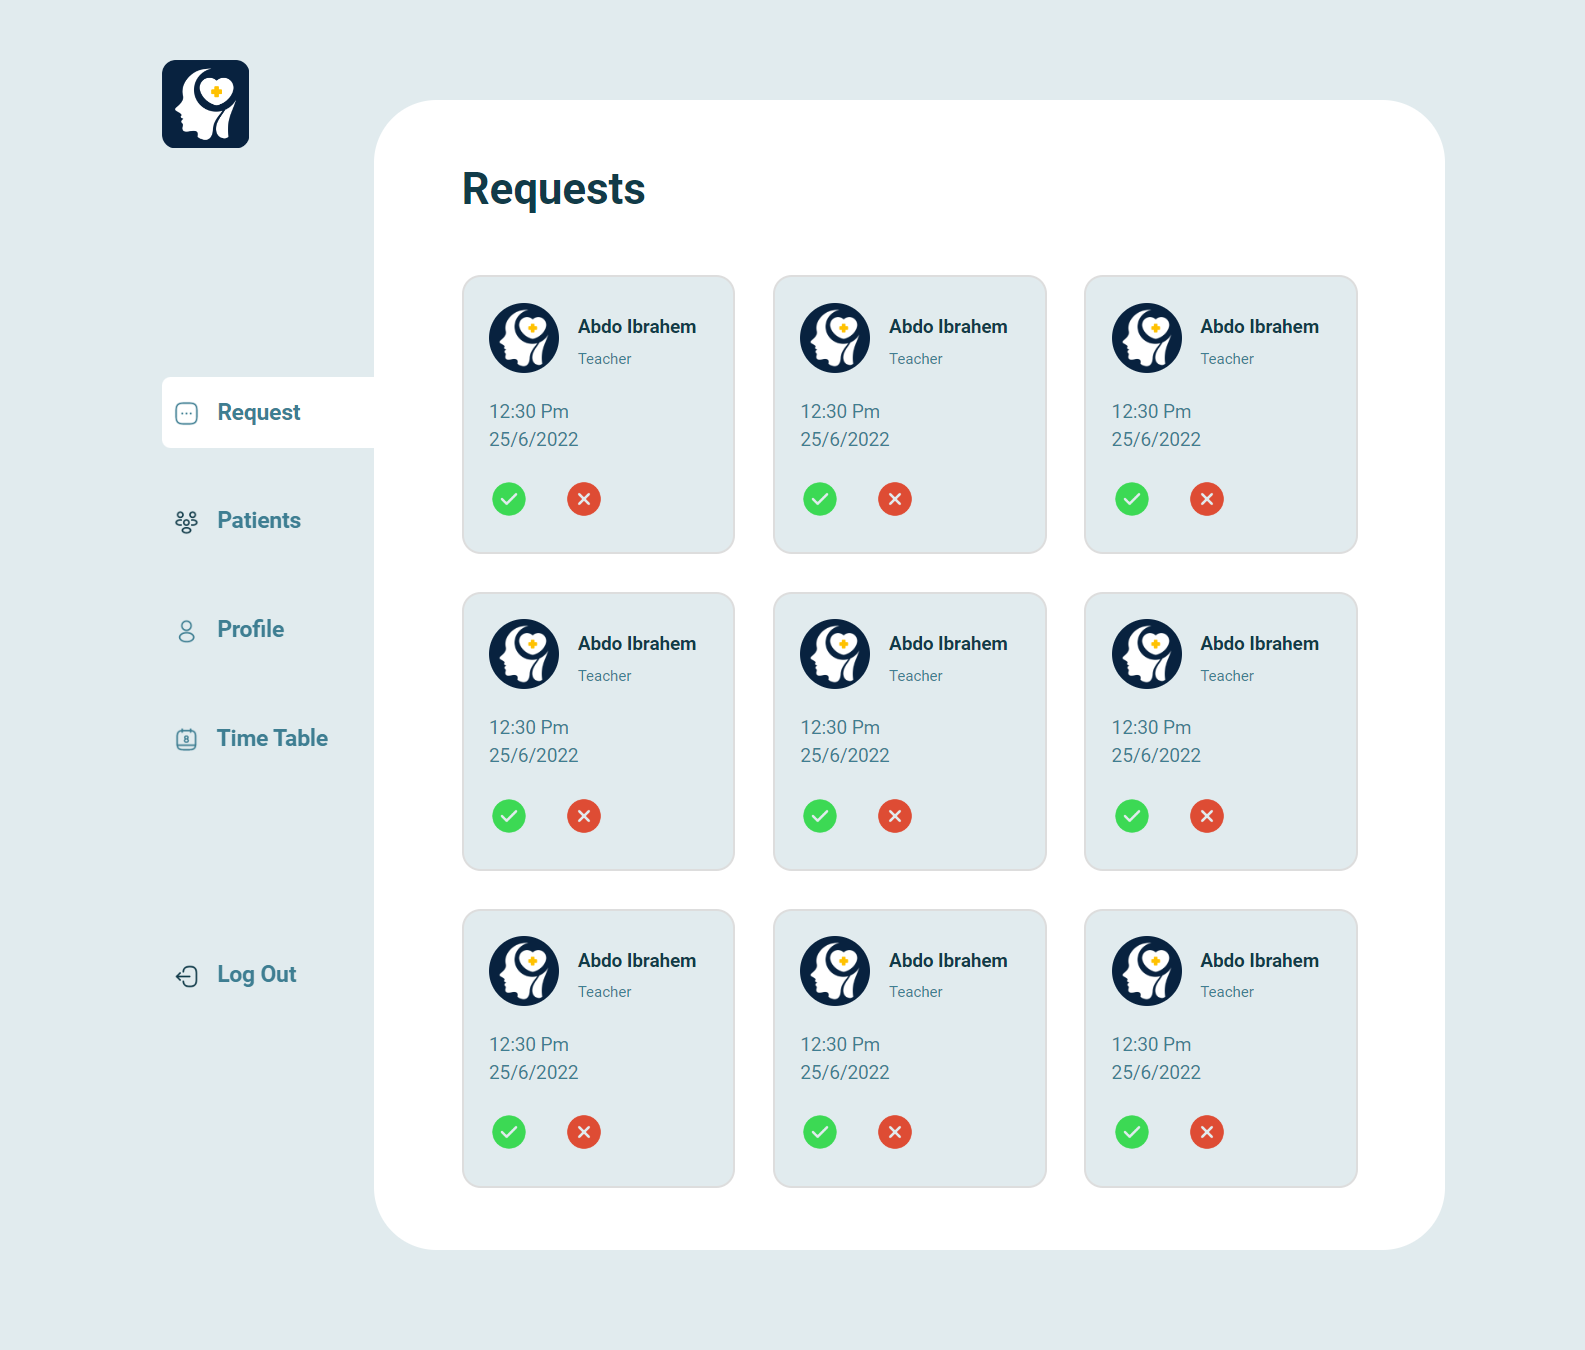 Requests
Request
Patients
Profile
8
Time Table
Log Out
Abdo Ibrahem
Teacher
12:30 Pm
25/6/2022
Abdo Ibrahem
Teacher
12:30 Pm
25/6/2022
Abdo Ibrahem
Teacher
12:30 Pm
25/6/2022
Abdo Ibrahem
Teacher
12:30 Pm
25/6/2022
Abdo Ibrahem
Teacher
12:30 Pm
25/6/2022
Abdo Ibrahem
Teacher
12:30 Pm
25/6/2022
Abdo Ibrahem
Teacher
12:30 Pm
25/6/2022
Abdo Ibrahem
Teacher
12:30 Pm
25/6/2022
Abdo Ibrahem
Teacher
12:30 Pm
25/6/2022